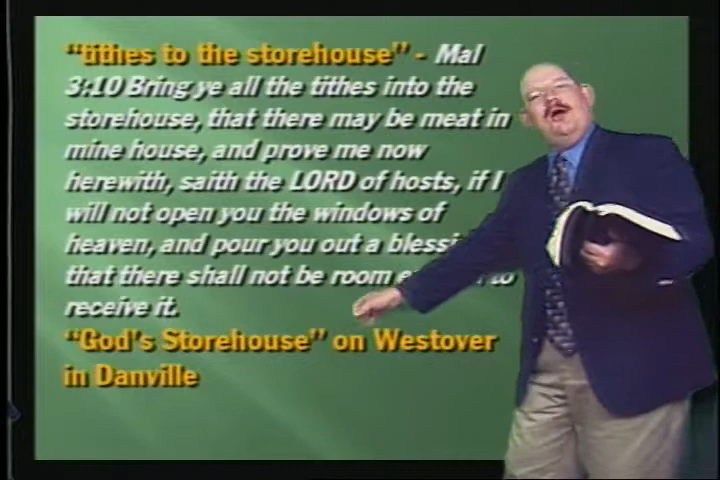 “tithes to the storehouse” - Mal
3:10 Bring ye all the tithes into the
storehouse, that there may be meat in
mine house, and prove me now
herewith, saith the LORD of hosts, if I
will not open you the windows of
heaven, and pour you out a
that there shall not be room to
receive it.
“God's Storehouse” on Westover
in Danville